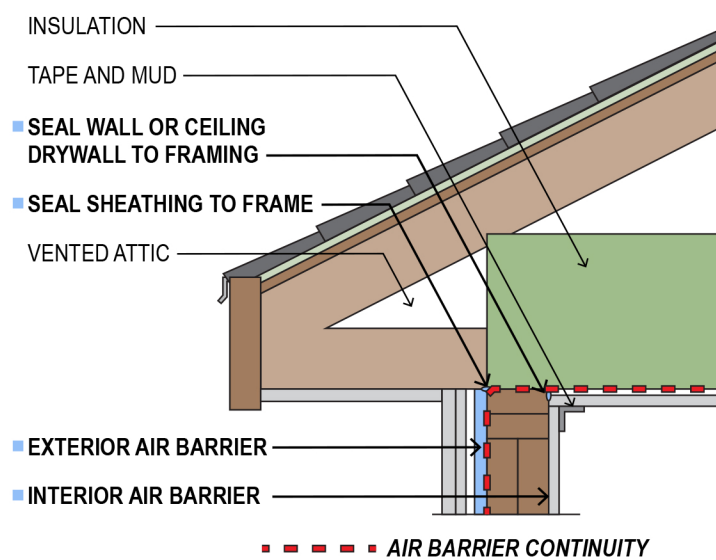 INSULATION
TAPE AND MUD
SEAL WALL OR CEILING
DRYWALL TO FRAMING
SEAL SHEATHING TO FRAME
VENTED ATTIC
EXTERIOR AIR BARRIER
INTERIOR AIR BARRIER
AIR BARRIER CONTINUITY